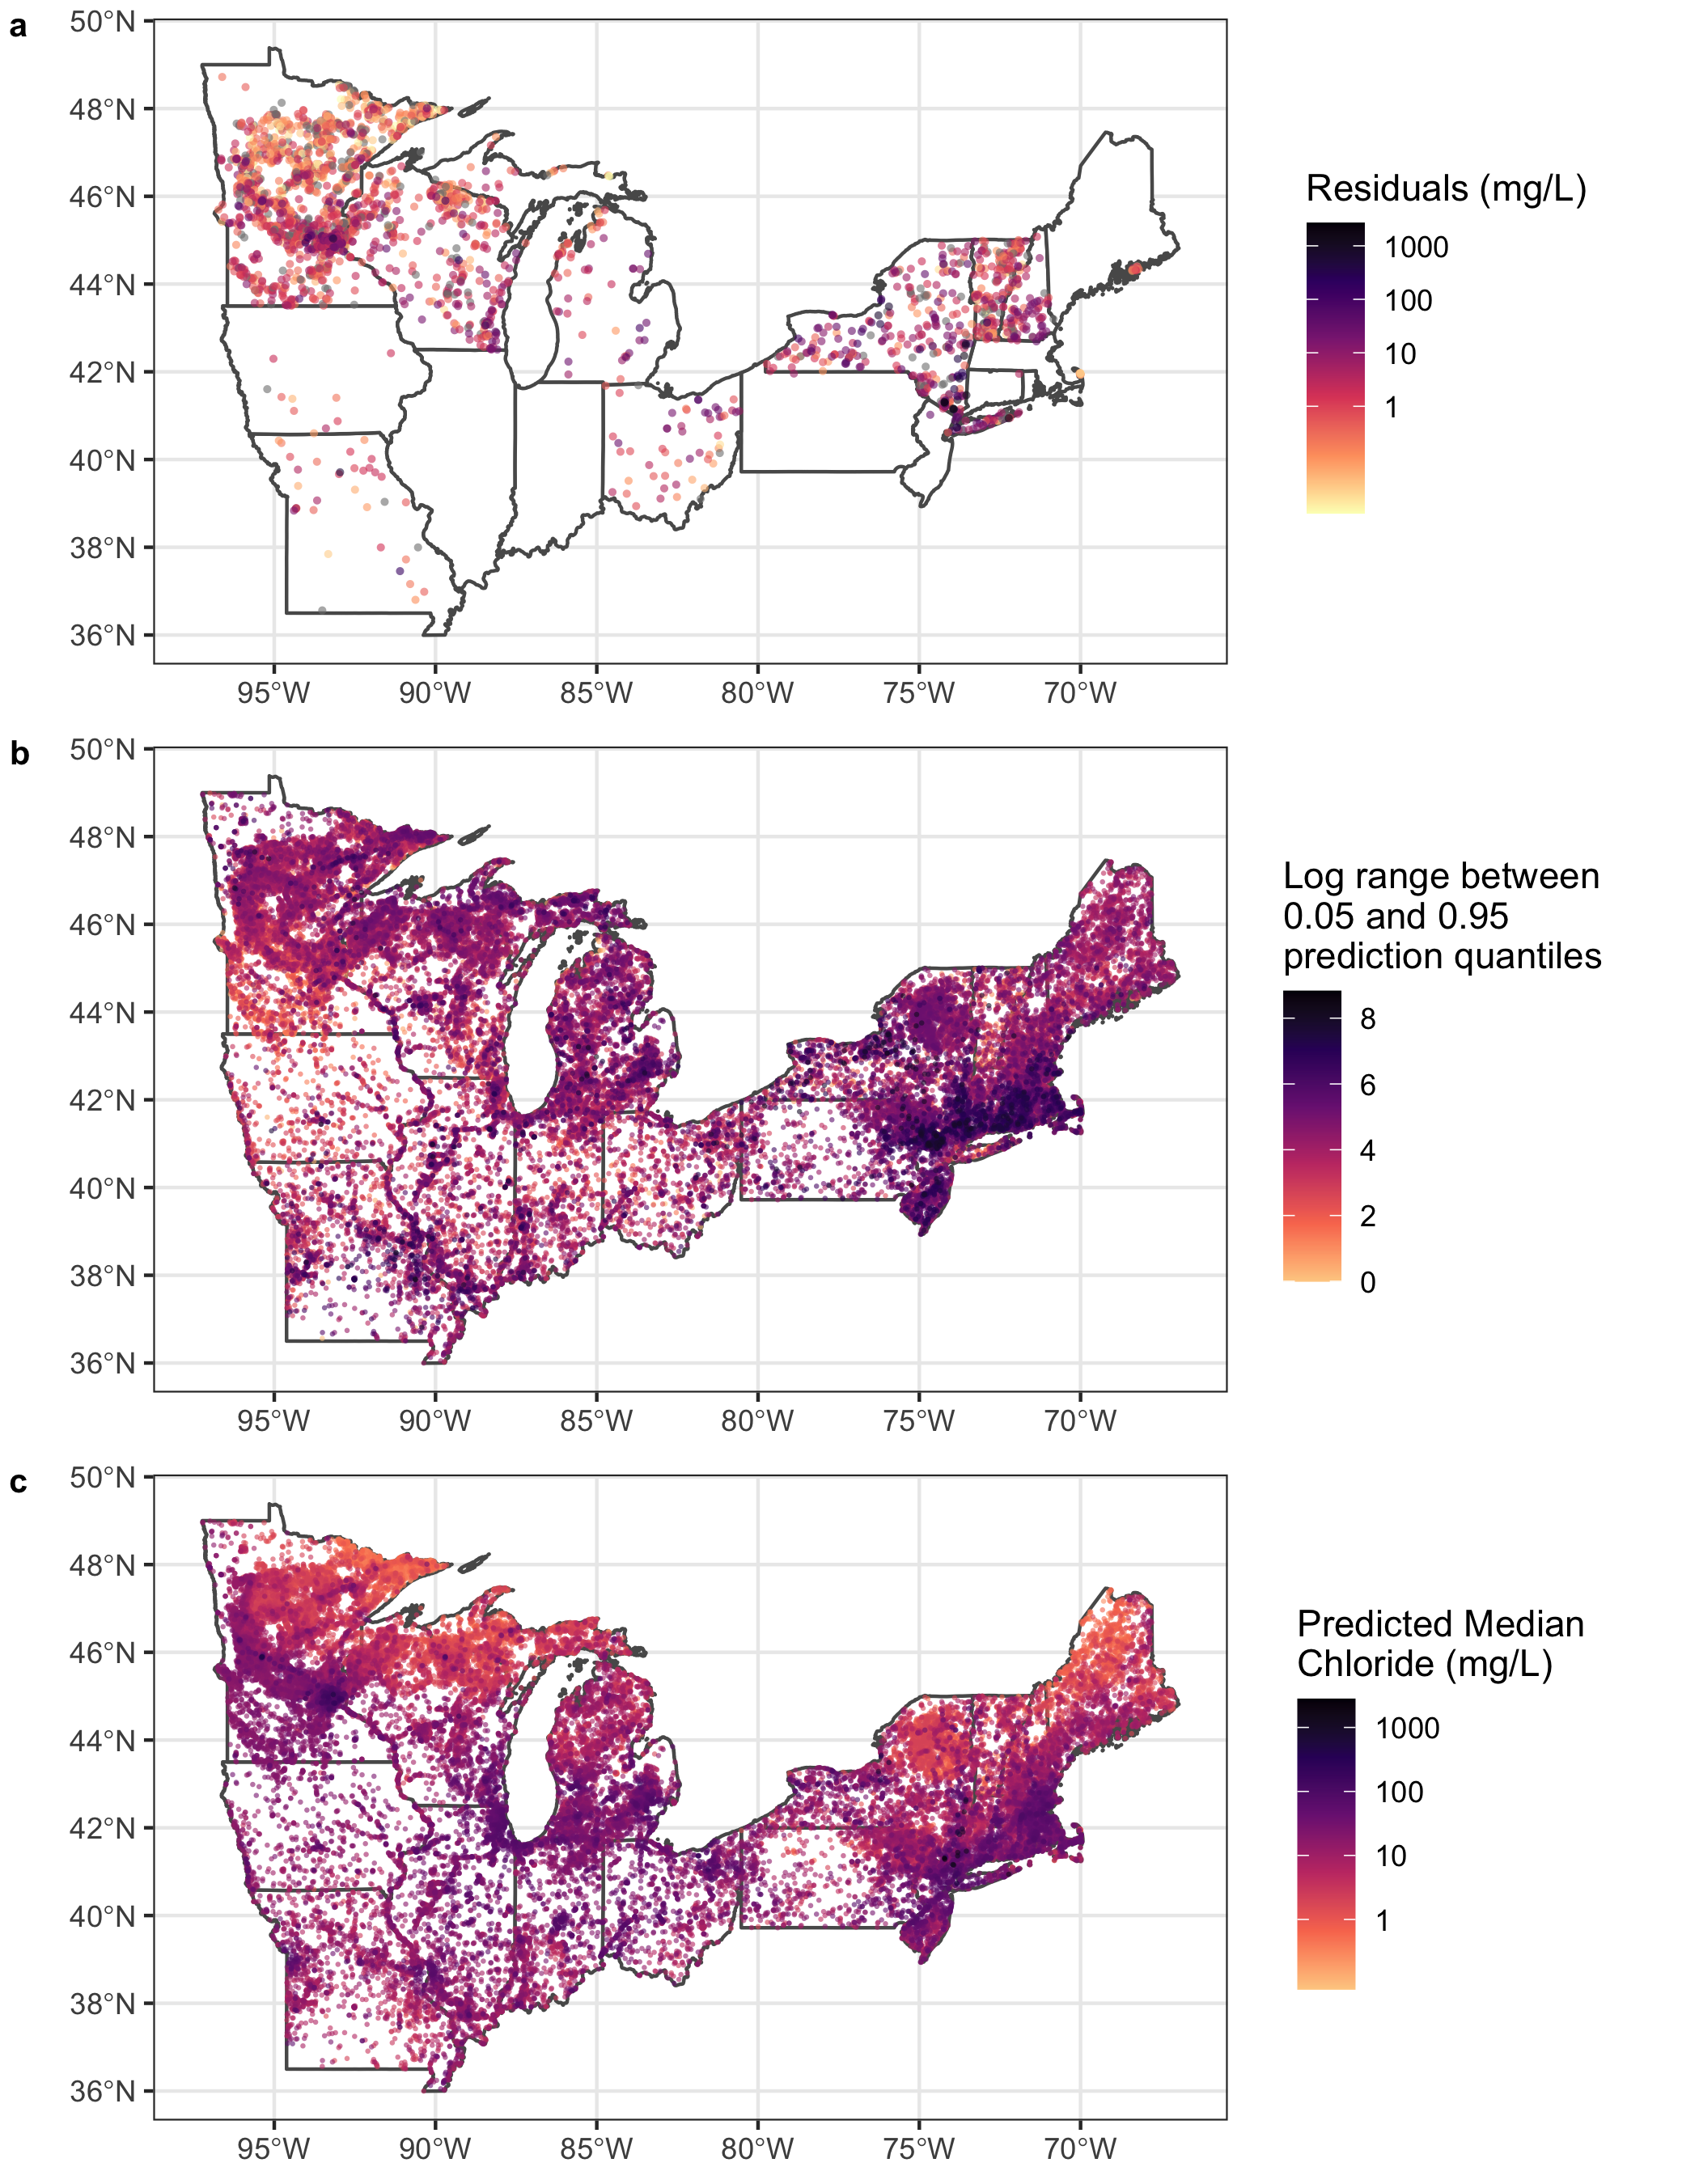 a
50°N
48°N
46°N
44°N
42°N
40°N
38°N
36°N
95°W 90°W 85°W 80°W 75°W 70°W
Residuals (mg/L)
1000
100
10
1
b
50°N
48°N
46°N
44°N
42°N
40°N
38°N
36°N
95°W 90°W 85°W 80°W 75°W 70°W
Log range between
0.05 and 0.95
prediction quantiles
8
6
4
2
0
c
50°N
48°N
46°N
44°N
42°N
40°N
38°N
36°N
95°W 90°W 85°W 80°W 75°W 70°W
Predicted Median
Chloride (mg/L)
1000
100
10
1